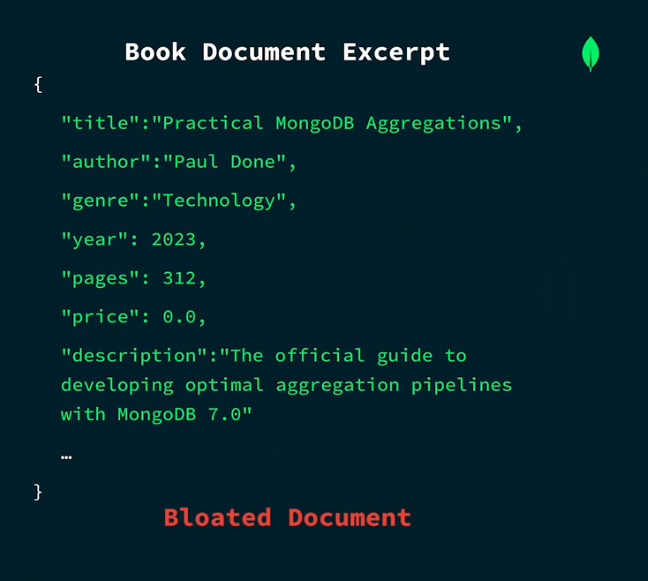 Book Document Excerpt
{
"title":"Practical MongoDB Aggregations",
"author":"Paul Done",
"genre":"Technology",
"year": 2023,
"pages": 312,
"price": 0.0,
"description":"The official guide to
developing optimal aggregation pipelines
with MongoDB 7.0"
…
}
Bloated Document